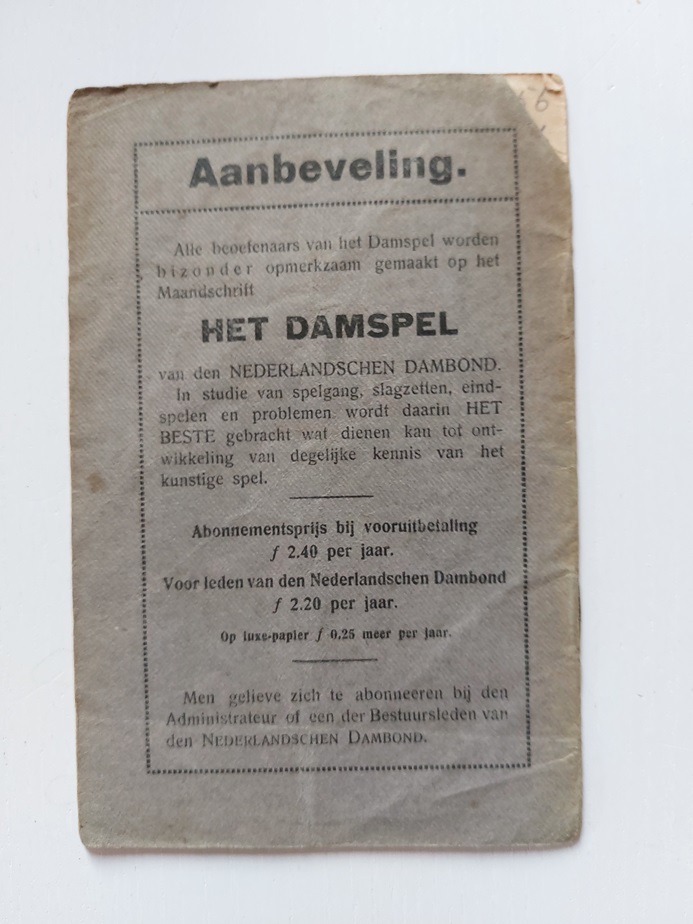 Aanbeveling.
Alle beoefenaars van het Damspel worden
bizonder opmerkzaam gemaakt op het
Maandschrift
HET DAMSPEL
van den NEDERLANDSCHEN DAMBOND.
In studie van spelgang, slagzetten, eind-
spelen en problemen wordt daarin HET
BESTE gebracht wat dienen kan tot ont-
wikkeling van degelijke kennis van het
kunstige spel.
Abonnementsprijs bij vooruitbetaling
ƒ 2.40 per jaar.
Voor leden van den Nederlandschen Dambond
ƒ 2.20 per jaar.
Op luxe-papier ƒ 0.25 meer per jaar.
Men gelieve zich te abonneeren bij den
Administrateur of een der Bestuursleden van
den NEDERLANDSCHEN DAMBOND.